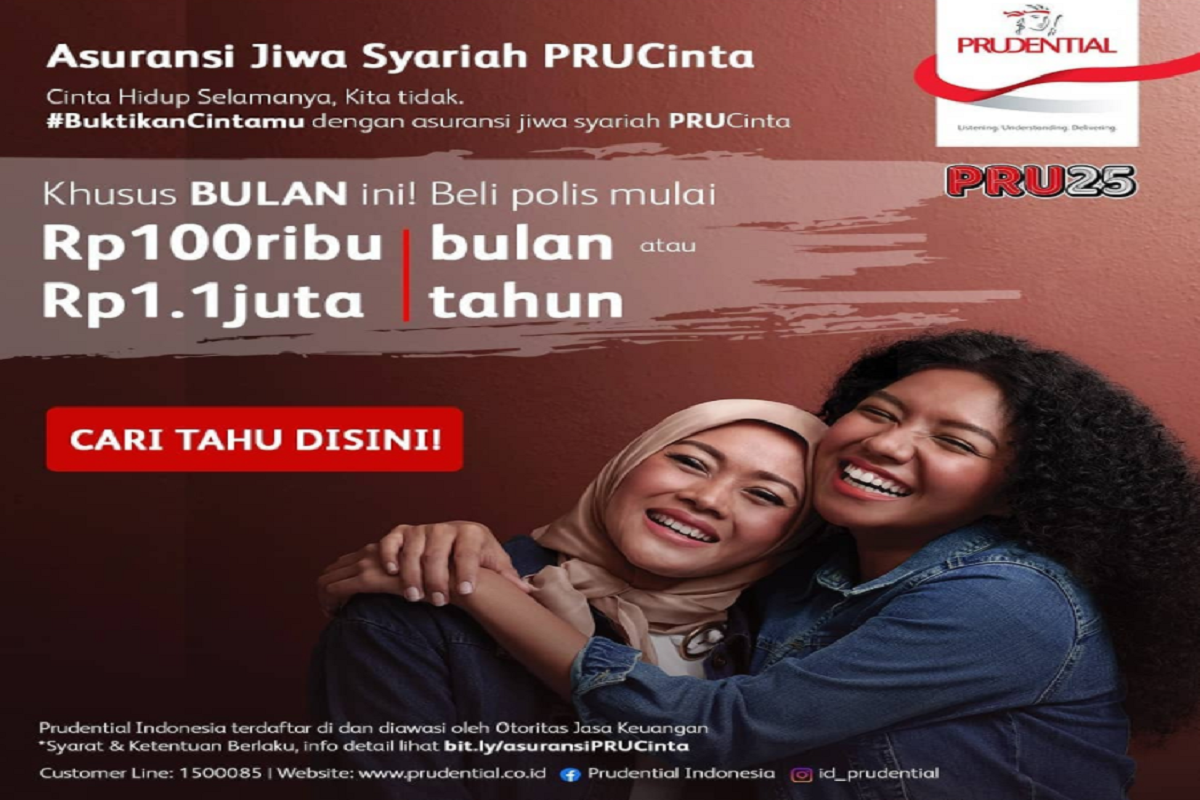 Asuransi Jiwa Syariah PRUCinta
Cinta Hidup Selamanya, Kita tidak.
#BuktikanCintamu dengan asuransi jiwa syariah PRUCinta
PRUDENTIAL
Listening. Understanding. Delivering.
PRU25
Khusus BULAN ini! Beli polis mulai
Rp100ribu | bulan atau
Rp1.1juta | tahun
CARI TAHU DISINI!
Prudential Indonesia terdaftar di dan diawasi oleh Otoritas Jasa Keuangan
*Syarat & Ketentuan Berlaku, info detail lihat bit.ly/asuransiPRUCinta
Customer Line: 1500085 | Website: www.prudential.co.id Prudential Indonesia id_prudential